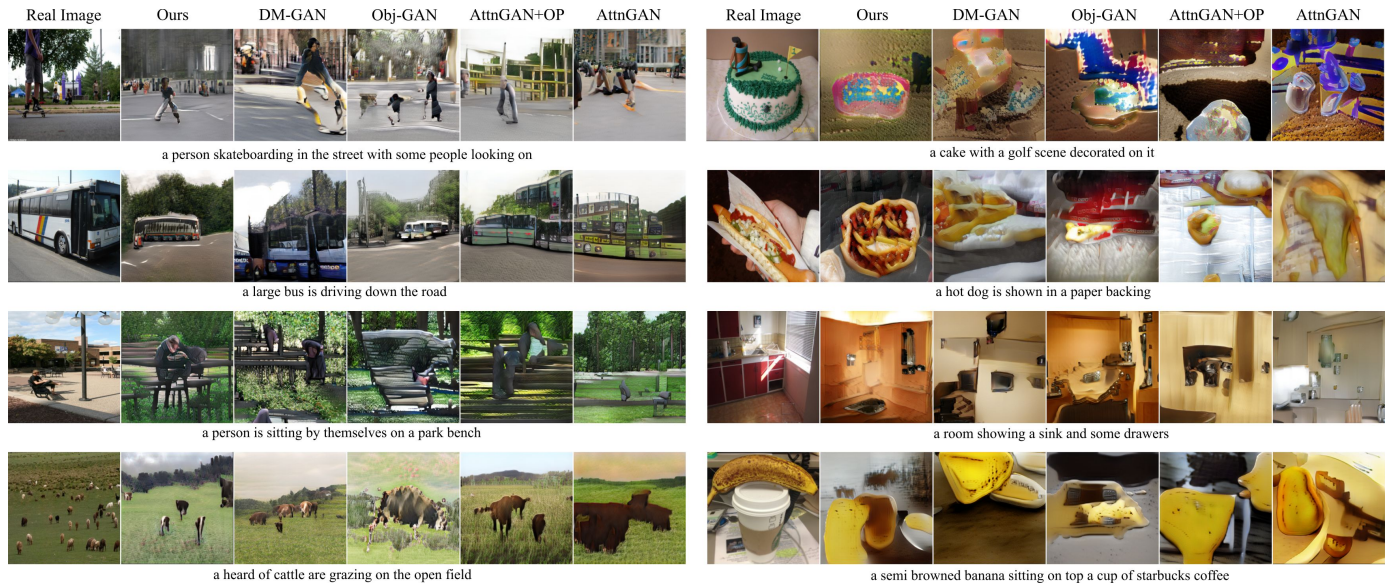 Real Image Ours DM-GAN Obj-GAN AttnGAN+OP AttnGAN
a person skateboarding in the street with some people looking on
a large bus is driving down the road
a person is sitting by themselves on a park bench
a heard of cattle are grazing on the open field
Real Image Ours DM-GAN Obj-GAN AttnGAN+OP AttnGAN
a cake with a golf scene decorated on it
a hot dog is shown in a paper backing
a room showing a sink and some drawers
a semi browned banana sitting on top a cup of starbucks coffee